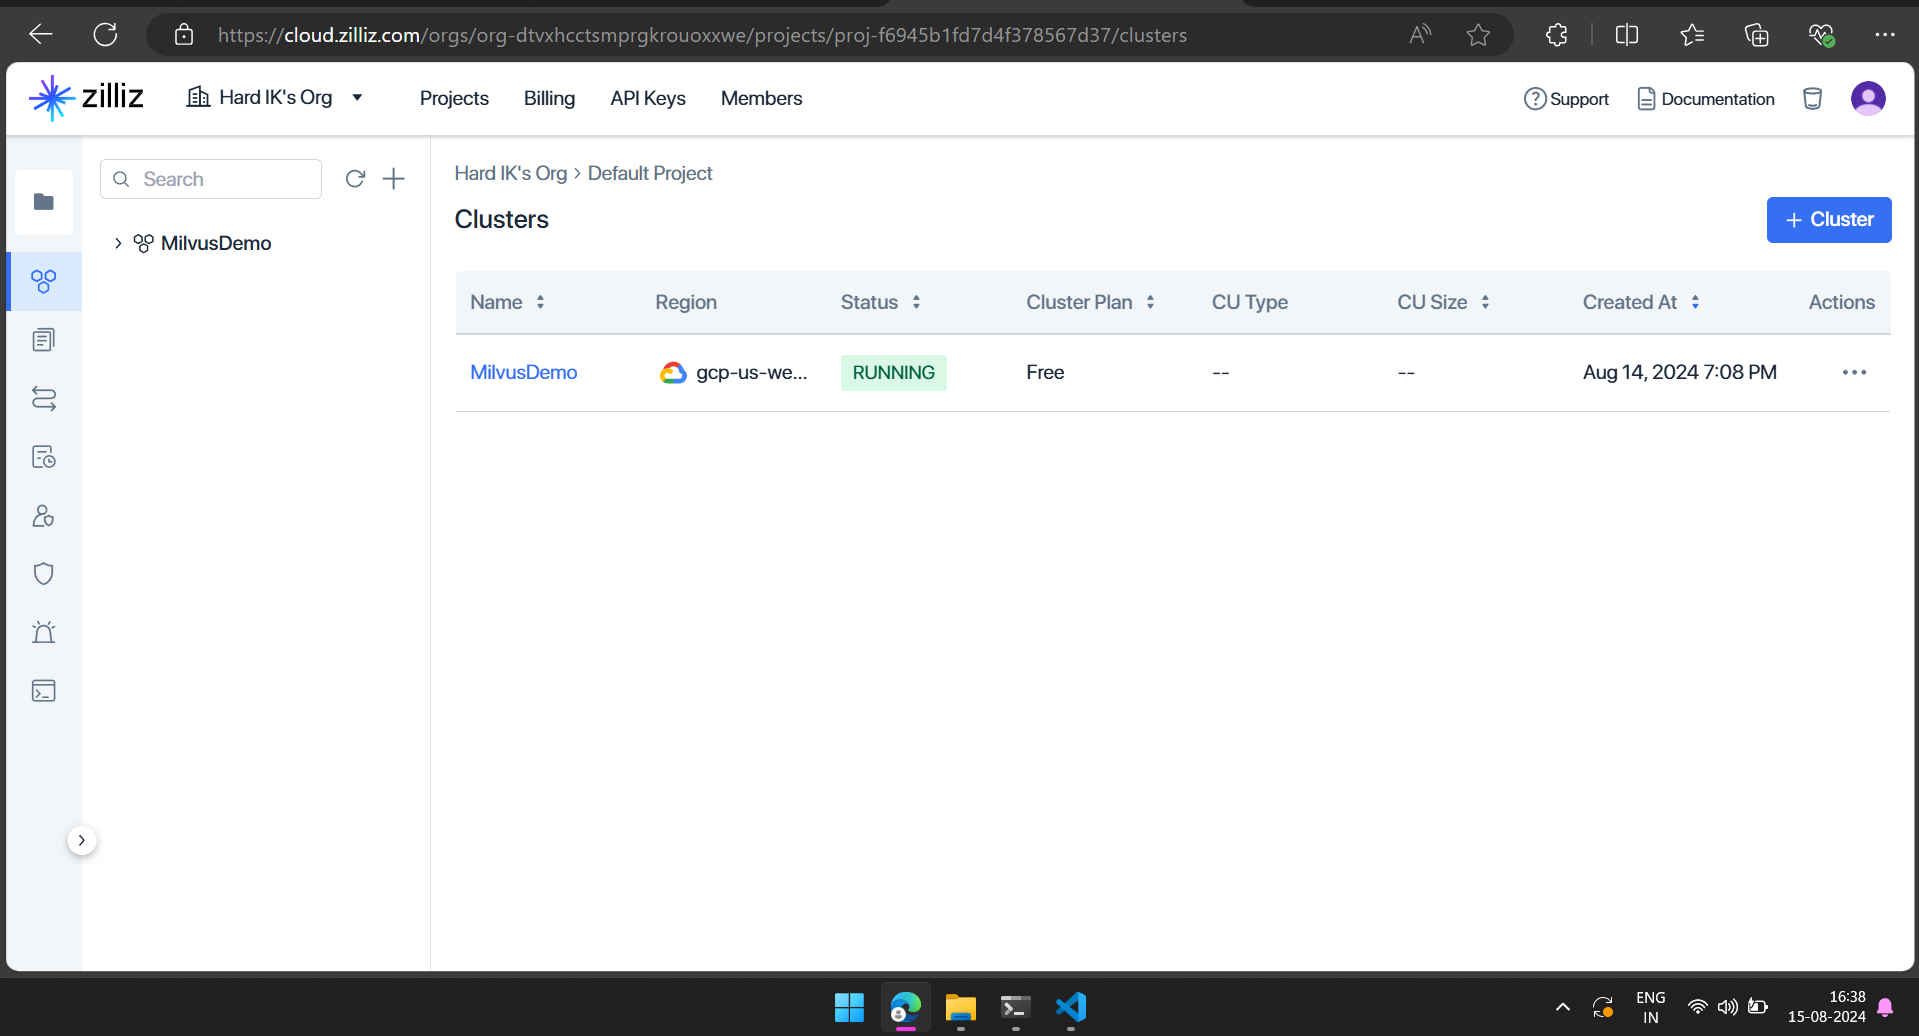 https://cloud.zilliz.com/orgs/org-dtvxhcctsmprgkrouoxxwe/projects/proj-f6945b1fd7d4f378567d37/clusters
zilliz Hard IK's Org Projects Billing API Keys Members Support Documentation
Search
MilvusDemo
Hard IK's Org > Default Project
Clusters
+ Cluster
Name Region Status Cluster Plan CU Type CU Size Created At Actions
MilvusDemo gcp-us-we... RUNNING Free -- -- Aug 14, 2024 7:08 PM
ENG
IN
16:38
15-08-2024